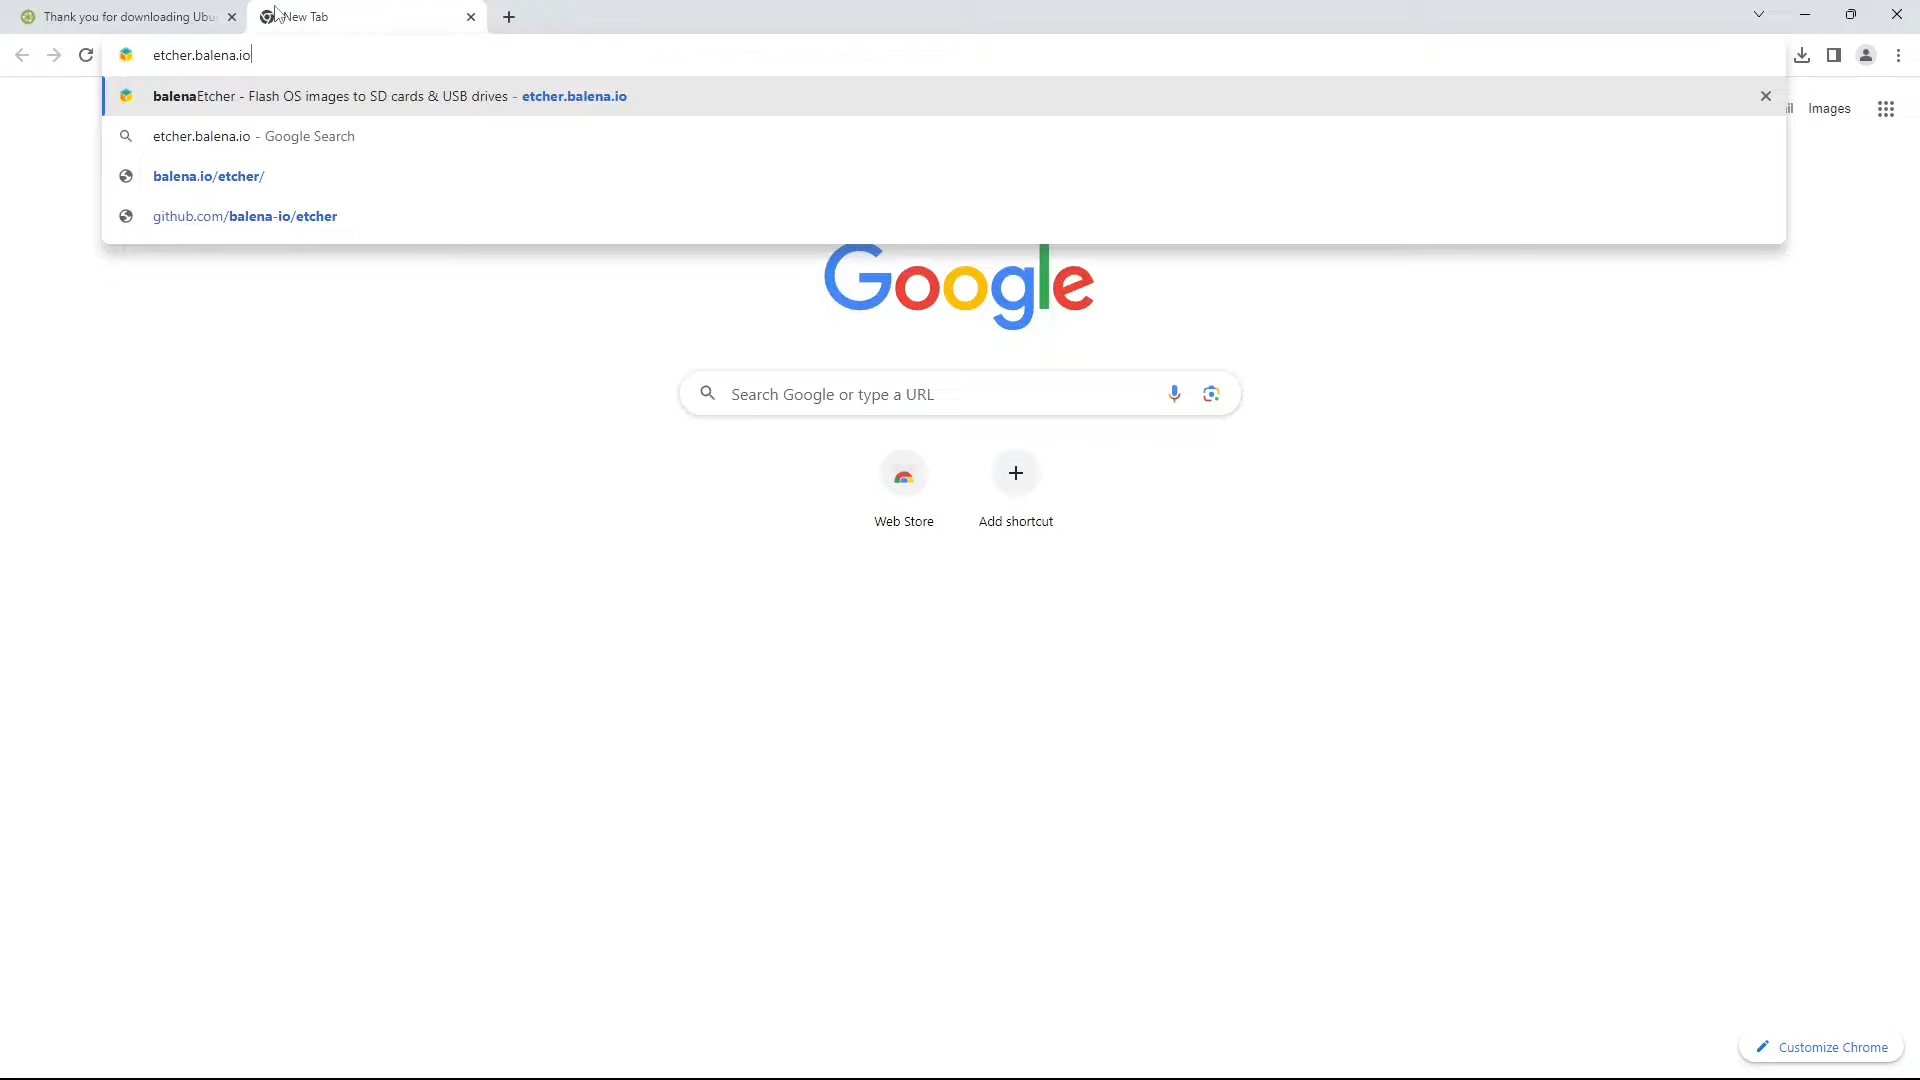 Thank you for downloading Ubu
New Tab
etcher.balena.io
balenaEtcher - Flash OS images to SD cards & USB drives - etcher.balena.io
etcher.balena.io - Google Search
il Images
balena.io/etcher/
github.com/balena-io/etcher
Google
Search Google or type a URL
Web Store
Add shortcut
Customize Chrome